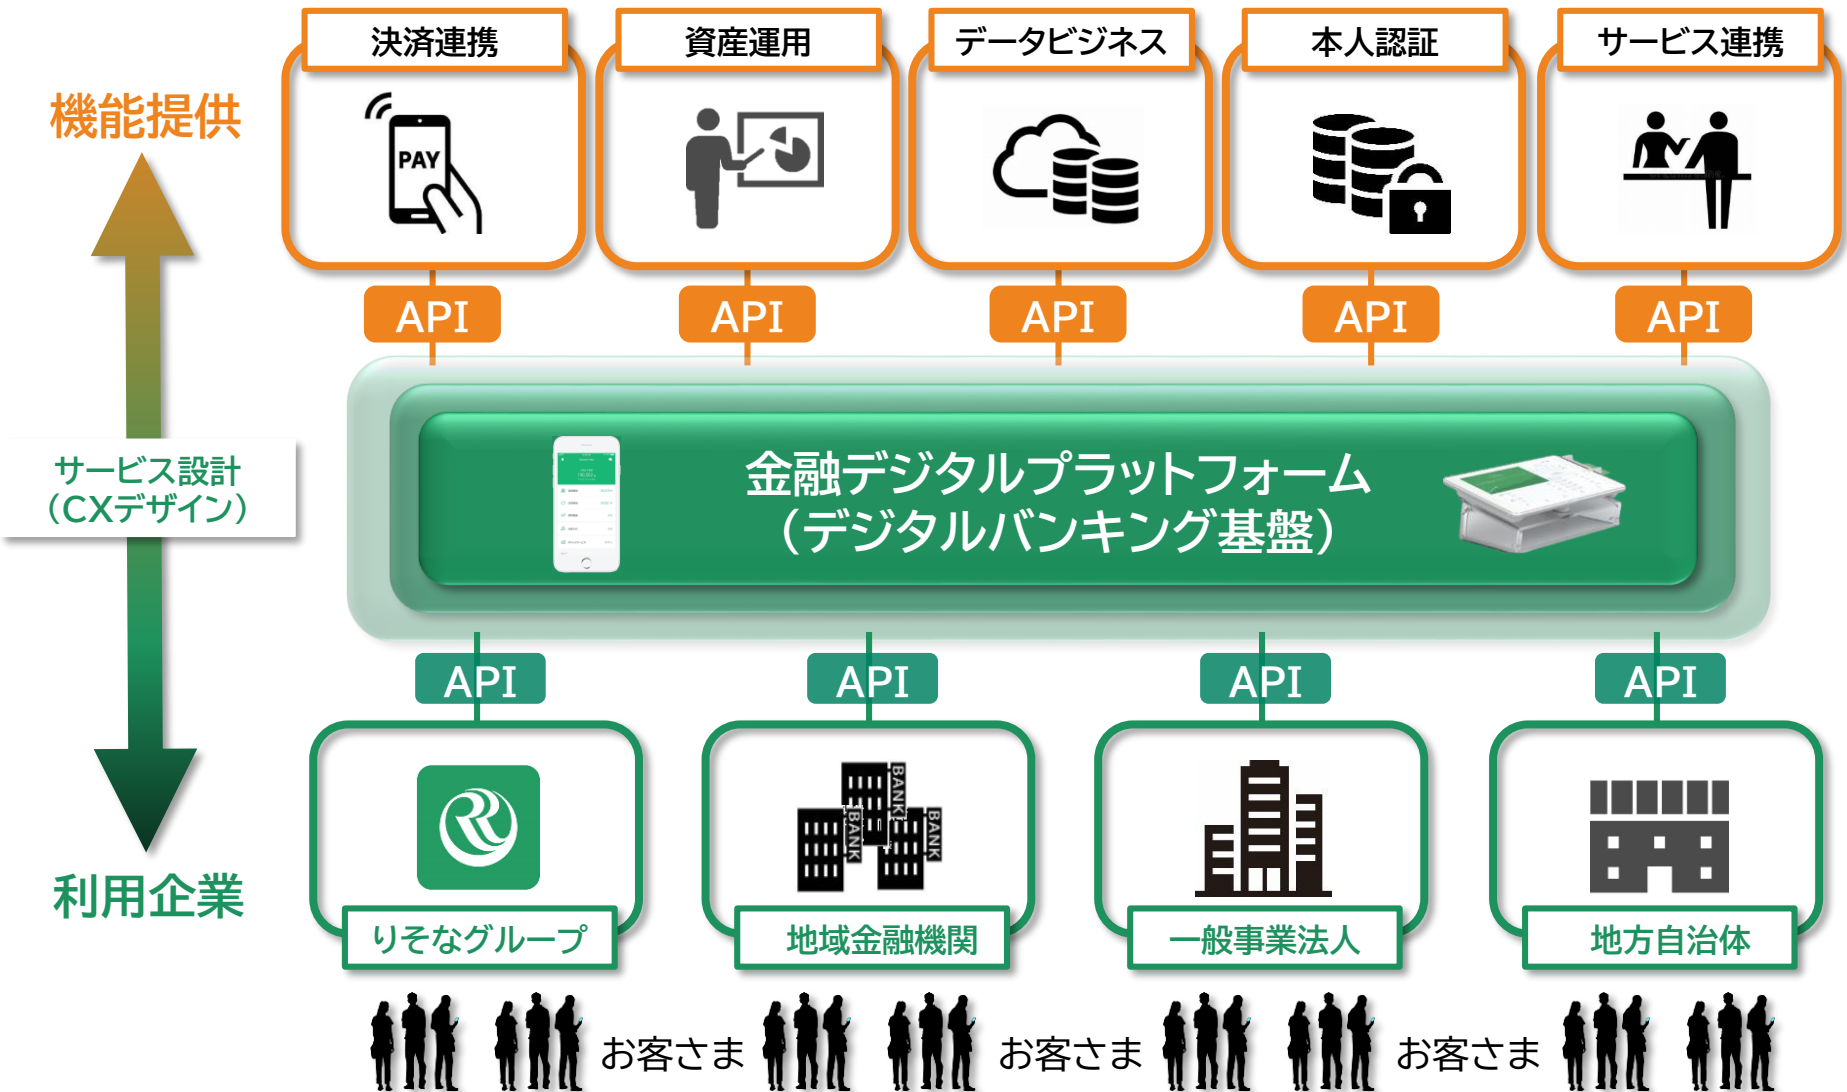 決済連携
資産運用
データビジネス
本人認証
サービス連携
機能提供
PAY
API
API
API
API
API
サービス設計
（CXデザイン）
金融デジタルプラットフォーム
（デジタルバンキング基盤）
API
API
API
API
BANK
BANK
BANK
利用企業
りそなグループ
地域金融機関
一般事業法人
地方自治体
お客さま
お客さま
お客さま